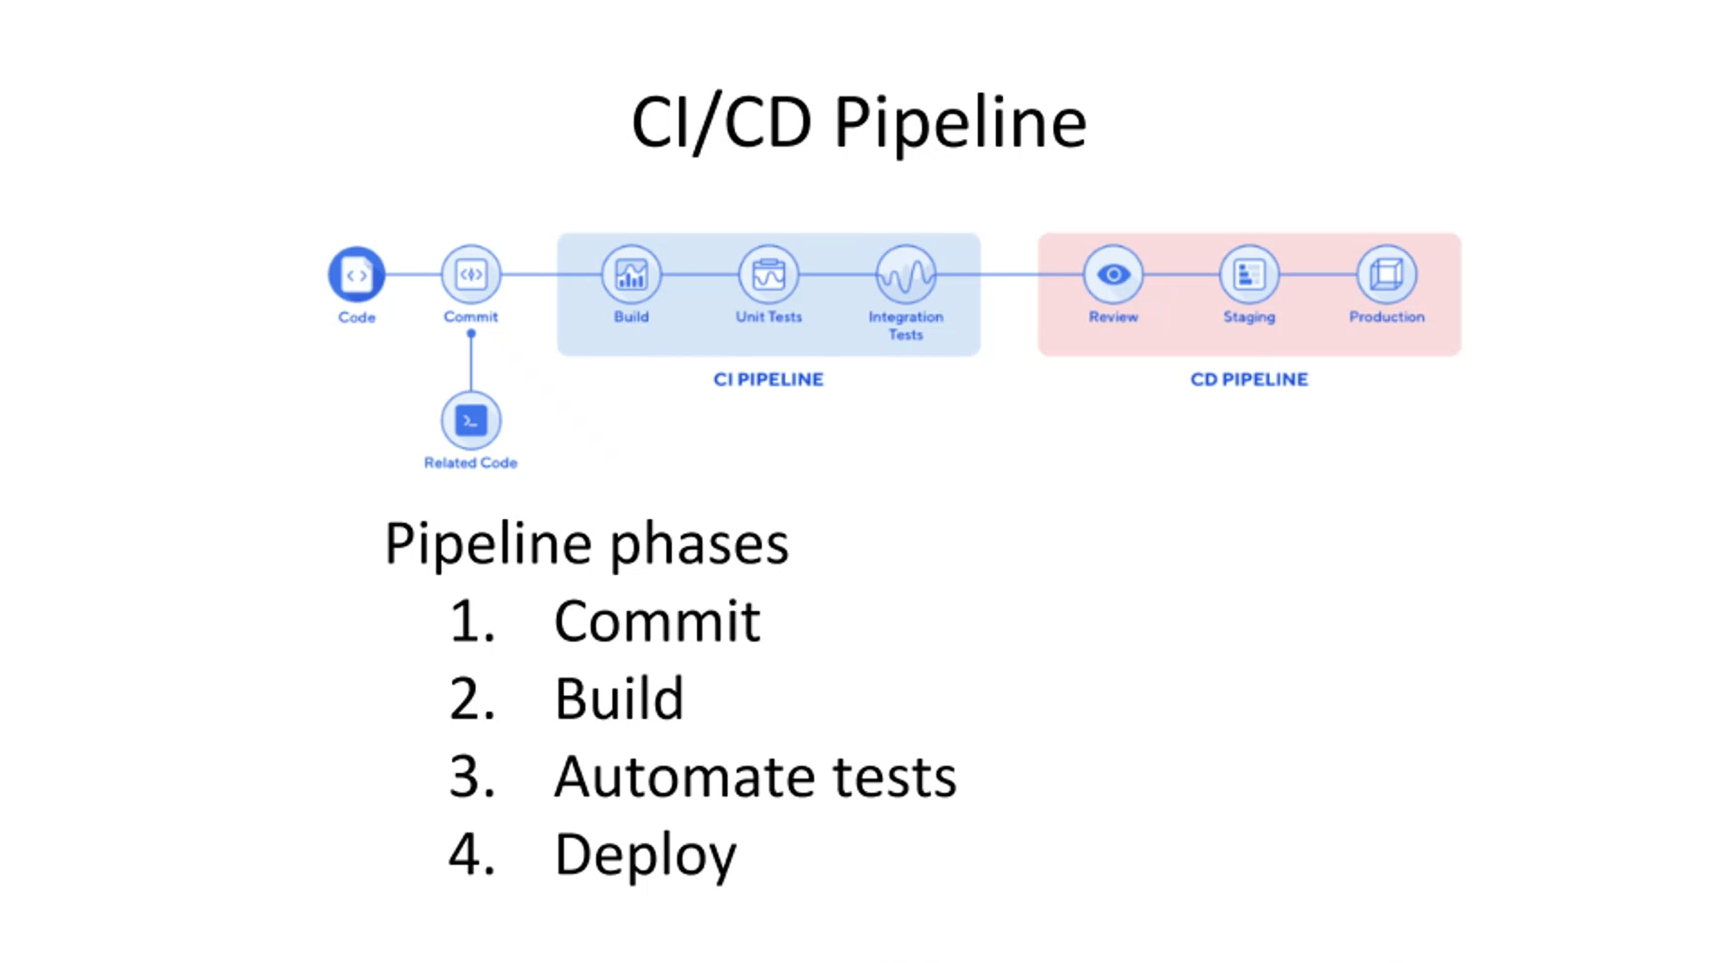 CI/CD Pipeline
Code
Commit
Build
Unit Tests
Integration
Tests
Review
Staging
Production
CI PIPELINE
CD PIPELINE
Related Code
Pipeline phases
1. Commit
2. Build
3. Automate tests
4. Deploy